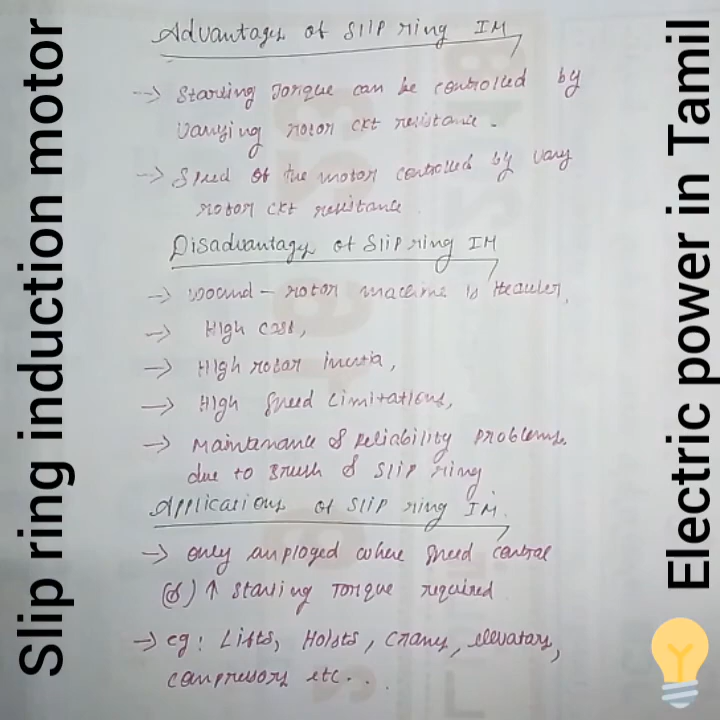 Slip ring induction motor
Advantages of Slip ring IM
--> Starting Torque can be controlled by
Varying rotor ckt resistance.
--> Speed of the motor controlled by vary
rotor ckt resistance
Disadvantages of Slip ring IM
-> Wound - rotor machine is Heavier,
-> High cost,
-> High rotor inertia,
-> High speed Limitations,
-> Maintenance & Reliability problems.
due to Brush & Slip ring
Applications of Slip ring IM.
-> only employed where speed control
(or) ↑ starting Torque required
-> eg: Lifts, Hoists, Cranes, elevators,
compressors etc...
Electric power in Tamil